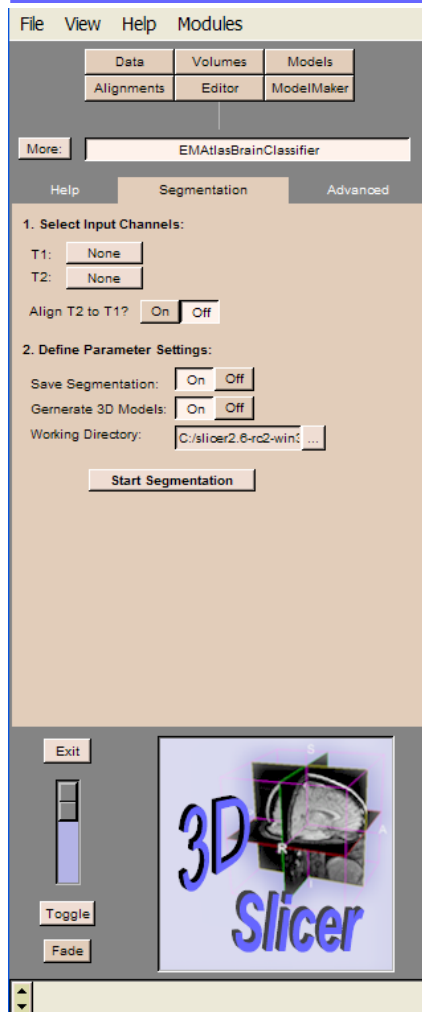 File View Help Modules
Data Volumes Models
Alignments Editor ModelMaker
More: EMAtlasBrainClassifier
Help Segmentation Advanced
1. Select Input Channels:
T1: None
T2: None
Align T2 to T1? On Off
2. Define Parameter Settings:
Save Segmentation: On Off
Gernerate 3D Models: On Off
Working Directory: C:/slicer2.6-rc2-win3 ...
Start Segmentation
Exit
S
A
R
I
3D
Slicer
Toggle
Fade